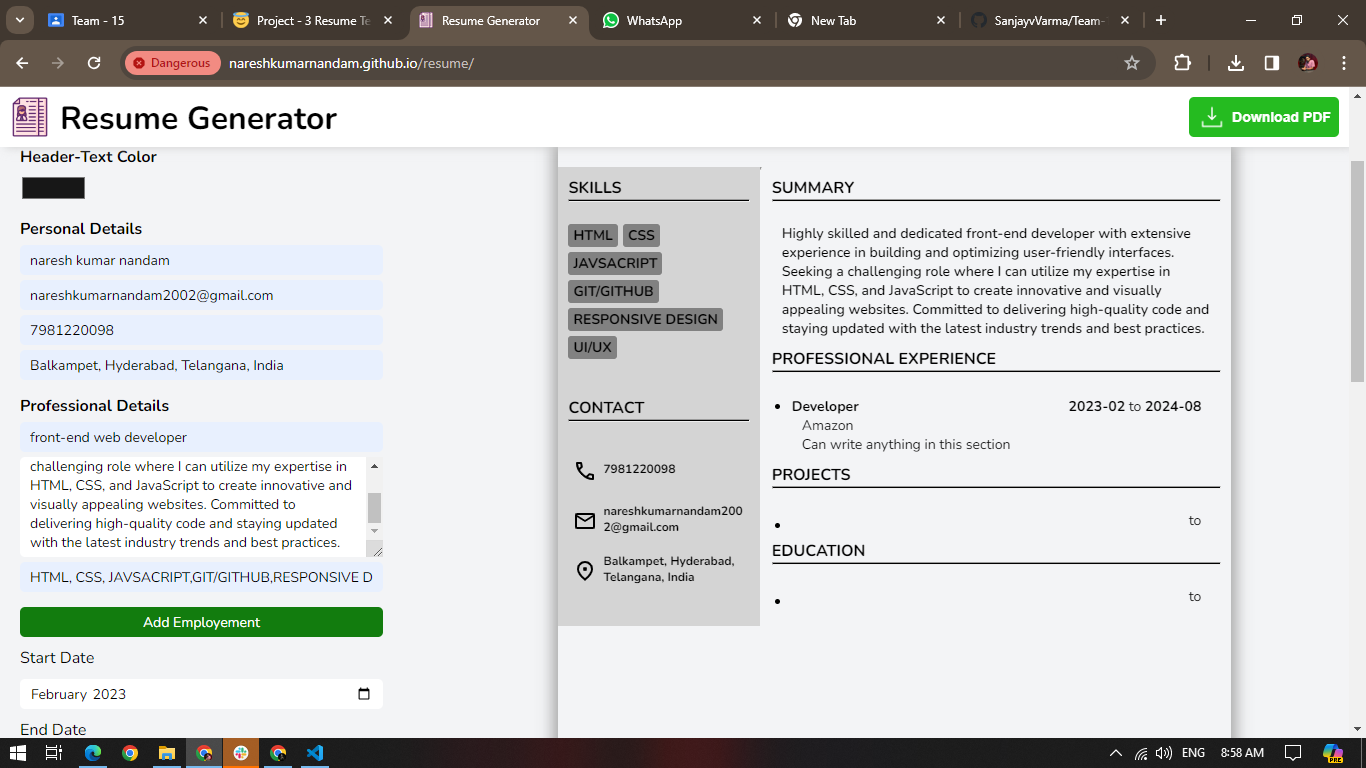 Team - 15
Project - 3 Resume Te
Resume Generator
WhatsApp
New Tab
SanjayvVarma/Team-
Dangerous
nareshkumarnandam.github.io/resume/
Resume Generator
Download PDF
Header-Text Color
Personal Details
naresh kumar nandam
nareshkumarnandam2002@gmail.com
7981220098
Balkampet, Hyderabad, Telangana, India
Professional Details
front-end web developer
challenging role where I can utilize my expertise in
HTML, CSS, and JavaScript to create innovative and
visually appealing websites. Committed to
delivering high-quality code and staying updated
with the latest industry trends and best practices.
HTML, CSS, JAVSACRIPT,GIT/GITHUB,RESPONSIVE D
Add Employement
Start Date
February 2023
End Date
SKILLS
HTML CSS
JAVSACRIPT
GIT/GITHUB
RESPONSIVE DESIGN
UI/UX
CONTACT
7981220098
nareshkumarnandam200
2@gmail.com
Balkampet, Hyderabad,
Telangana, India
SUMMARY
Highly skilled and dedicated front-end developer with extensive
experience in building and optimizing user-friendly interfaces.
Seeking a challenging role where I can utilize my expertise in
HTML, CSS, and JavaScript to create innovative and visually
appealing websites. Committed to delivering high-quality code and
staying updated with the latest industry trends and best practices.
PROFESSIONAL EXPERIENCE
• Developer 2023-02 to 2024-08
Amazon
Can write anything in this section
PROJECTS
• to
EDUCATION
• to
ENG
8:58 AM
PRE